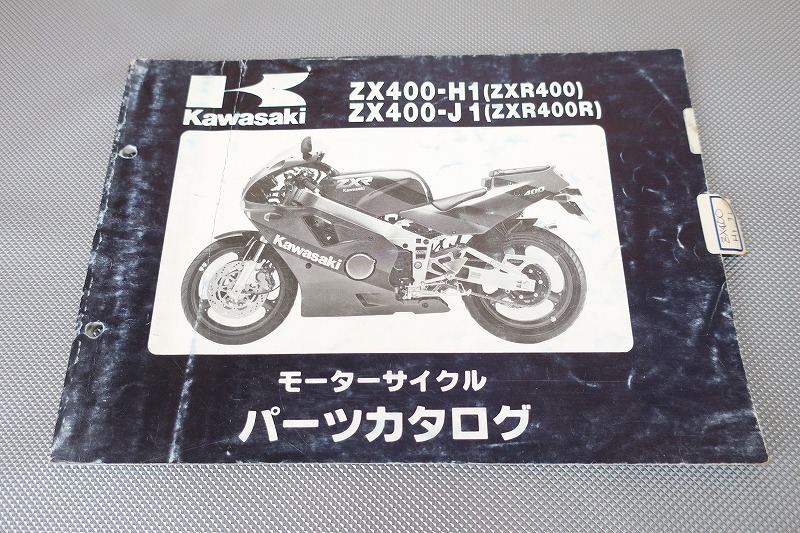 Kawasaki
ZX400-H1(ZXR400)
ZX400-J1(ZXR400R)
ZXR
Kawasaki
400
Kawasaki
ZX400
モーターサイクル
パーツカタログ